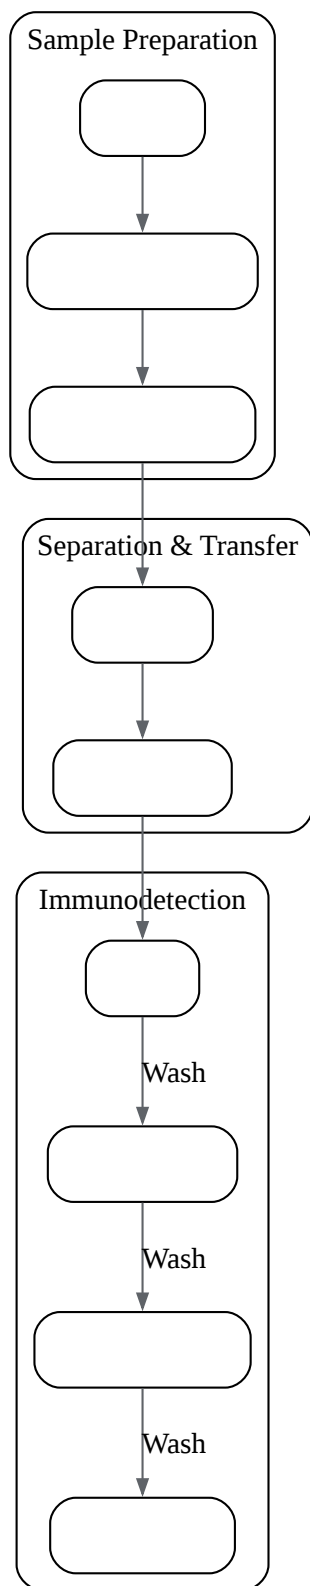 Sample Preparation
Separation & Transfer
Immunodetection
Wash
Wash
Wash